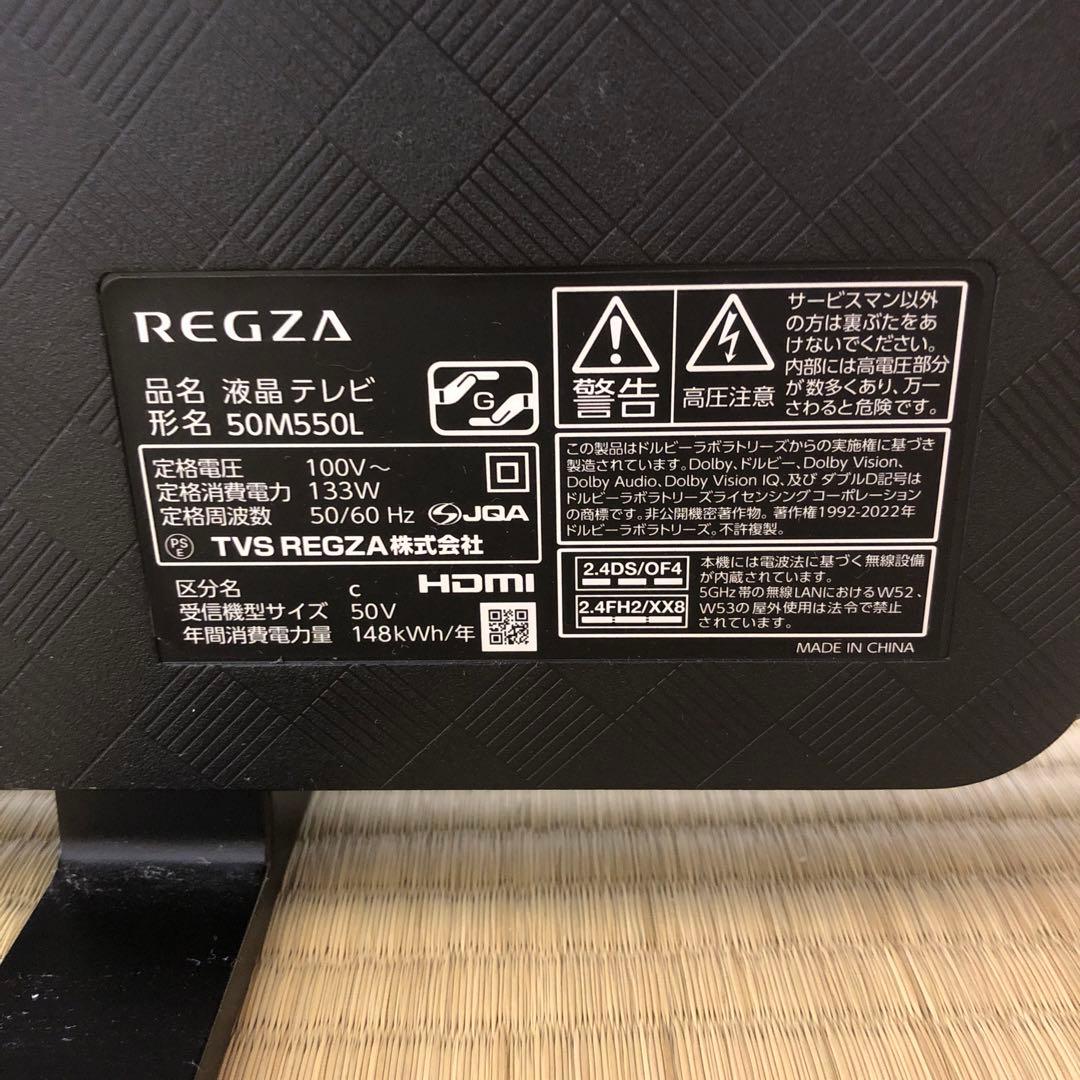 REGZA
品名 液晶テレビ
形名 50M550L
G
定格電圧 100V～
定格消費電力 133W
定格周波数 50/60 Hz JQA
PS
E
TVS REGZA株式会社
区分名 c HDMI
受信機型サイズ 50V
年間消費電力量 148kWh/年
警告
高圧注意
サービスマン以外
の方は裏ぶたをあ
けないでください。
内部には高電圧部分
が数多くあり、万一
さわると危険です。
この製品はドルビーラボラトリーズからの実施権に基づき
製造されています。Dolby、ドルビー、Dolby Vision、
Dolby Audio、Dolby Vision IQ、及び ダブルD記号は
ドルビーラボラトリーズライセンシングコーポレーション
の商標です。非公開機密著作物。著作権1992-2022年
ドルビーラボラトリーズ。不許複製。
2.4DS/OF4
2.4FH2/XX8
本機には電波法に基づく無線設備
が内蔵されています。
5GHz帯の無線LANにおけるW52、
W53の屋外使用は法令で禁止
されています。
MADE IN CHINA